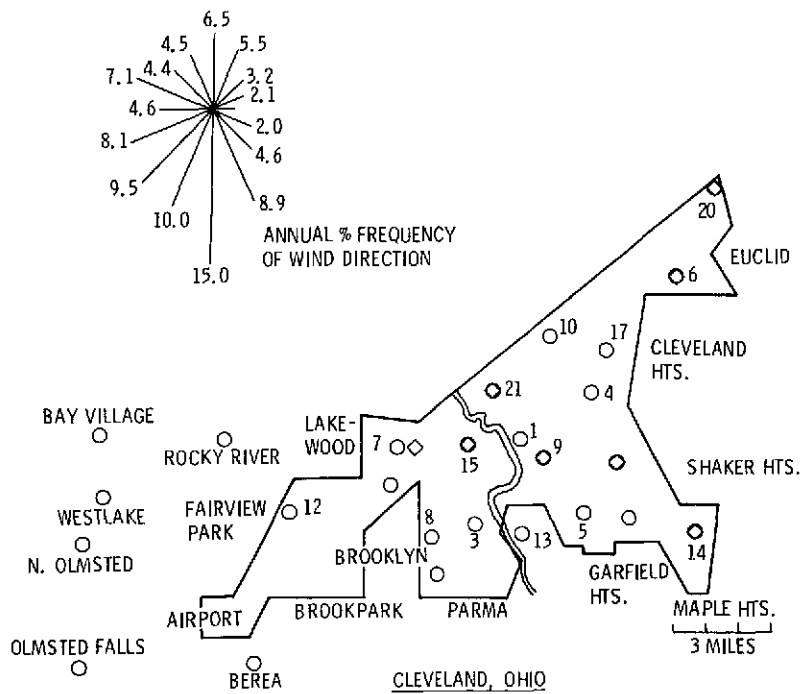 6.5
4.5
5.5
4.4
7.1
3.2
2.1
4.6
2.0
8.1
4.6
9.5
10.0
8.9
ANNUAL % FREQUENCY
OF WIND DIRECTION
15.0
20
EUCLID
6
10
17
CLEVELAND
HTS.
21
4
BAY VILLAGE
LAKE-
WOOD
ROCKY RIVER
7
15
1
9
SHAKER HTS.
WESTLAKE
FAIRVIEW
PARK
12
N. OLMSTED
8
BROOKLYN
3
13
5
14
GARFIELD
HTS.
AIRPORT
BROOKPARK
PARMA
MAPLE HTS.
3 MILES
OLMSTED FALLS
BEREA
CLEVELAND, OHIO